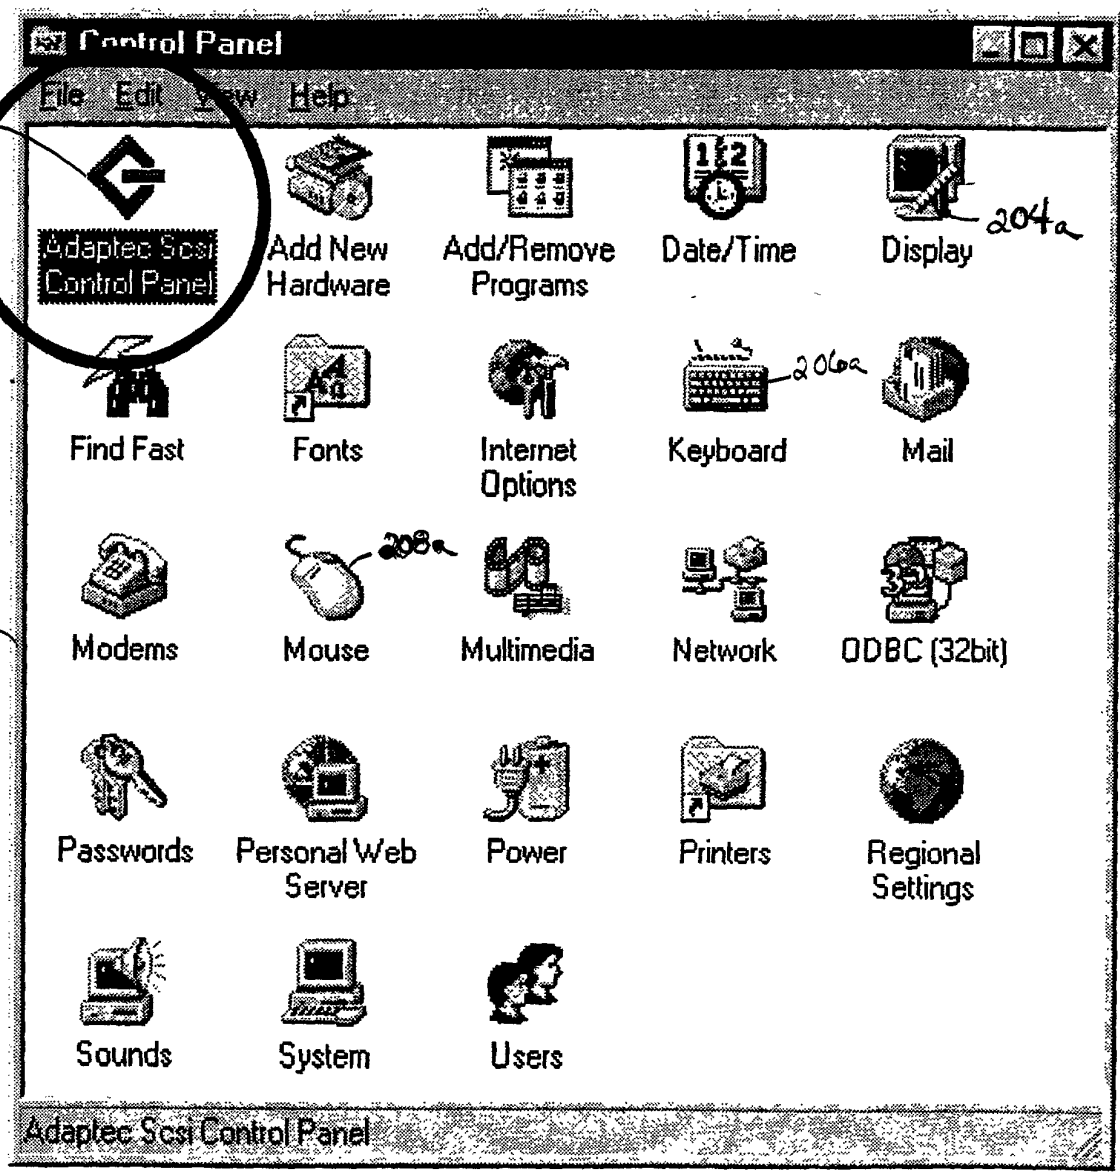 Control Panel
File Edit View Help
Adaptec Scsi Control Panel
Add New Hardware
Add/Remove Programs
Date/Time
Display
204a
Find Fast
Fonts
Internet Options
Keyboard
206a
Mail
Modems
Mouse
208a
Multimedia
Network
ODBC (32bit)
Passwords
Personal Web Server
Power
Printers
Regional Settings
Sounds
System
Users
Adaptec Scsi Control Panel